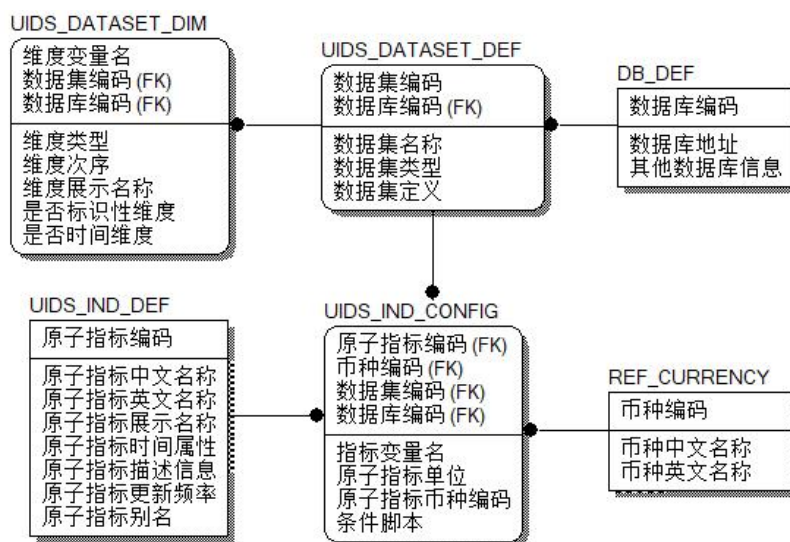 UIDS_DATASET_DIM
维度变量名
数据集编码 (FK)
数据库编码 (FK)
维度类型
维度次序
维度展示名称
是否标识性维度
是否时间维度
UIDS_DATASET_DEF
数据集编码
数据库编码 (FK)
数据集名称
数据集类型
数据集定义
DB_DEF
数据库编码
数据库地址
其他数据库信息
UIDS_IND_DEF
原子指标编码
原子指标中文名称
原子指标英文名称
原子指标展示名称
原子指标时间属性
原子指标描述信息
原子指标更新频率
原子指标别名
UIDS_IND_CONFIG
原子指标编码 (FK)
币种编码 (FK)
数据集编码 (FK)
数据库编码 (FK)
指标变量名
原子指标单位
原子指标币种编码
条件脚本
REF_CURRENCY
币种编码
币种中文名称
币种英文名称